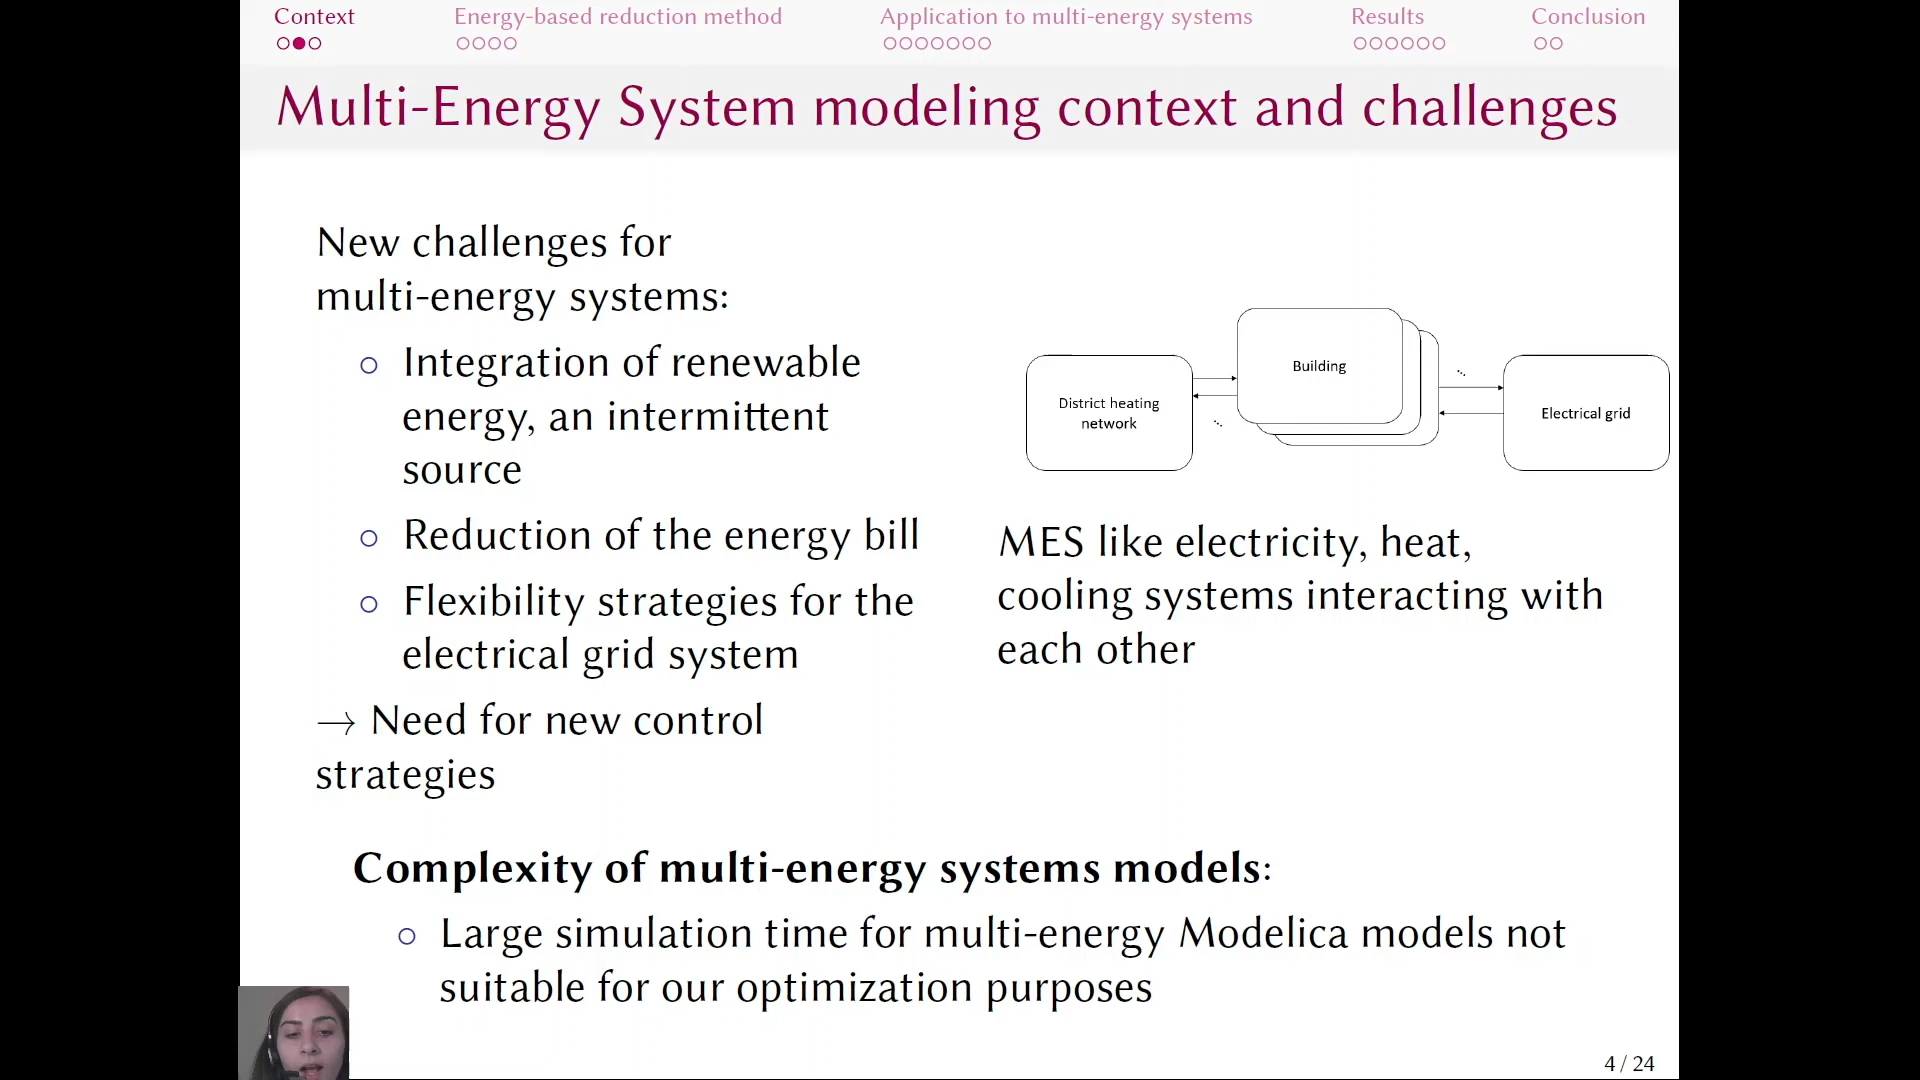 Context
Energy-based reduction method
Application to multi-energy systems
Results
Conclusion
Multi-Energy System modeling context and challenges
New challenges for
multi-energy systems:
Integration of renewable
energy, an intermittent
source
Reduction of the energy bill
Flexibility strategies for the
electrical grid system
→ Need for new control
strategies
District heating
network
Building
Electrical grid
MES like electricity, heat,
cooling systems interacting with
each other
Complexity of multi-energy systems models:
Large simulation time for multi-energy Modelica models not
suitable for our optimization purposes
4 / 24